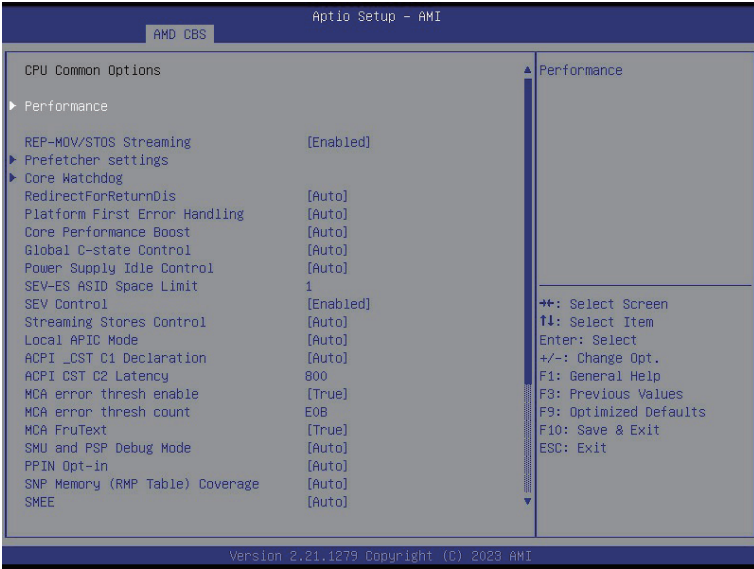 Aptio Setup - AMI
AMD CBS
CPU Common Options
Performance
REP-MOV/STOS Streaming [Enabled]
Prefetcher settings
Core Watchdog
RedirectForReturnDis [Auto]
Platform First Error Handling [Auto]
Core Performance Boost [Auto]
Global C-state Control [Auto]
Power Supply Idle Control [Auto]
SEV-ES ASID Space Limit 1
SEV Control [Enabled]
Streaming Stores Control [Auto]
Local APIC Mode [Auto]
ACPI _CST C1 Declaration [Auto]
ACPI CST C2 Latency 800
MCA error thresh enable [True]
MCA error thresh count E0B
MCA FruText [True]
SMU and PSP Debug Mode [Auto]
PPIN Opt-in [Auto]
SNP Memory (RMP Table) Coverage [Auto]
SMEE [Auto]
Performance
→←: Select Screen
↑↓: Select Item
Enter: Select
+/-: Change Opt.
F1: General Help
F3: Previous Values
F9: Optimized Defaults
F10: Save & Exit
ESC: Exit
Version 2.21.1279 Copyright (C) 2023 AMI